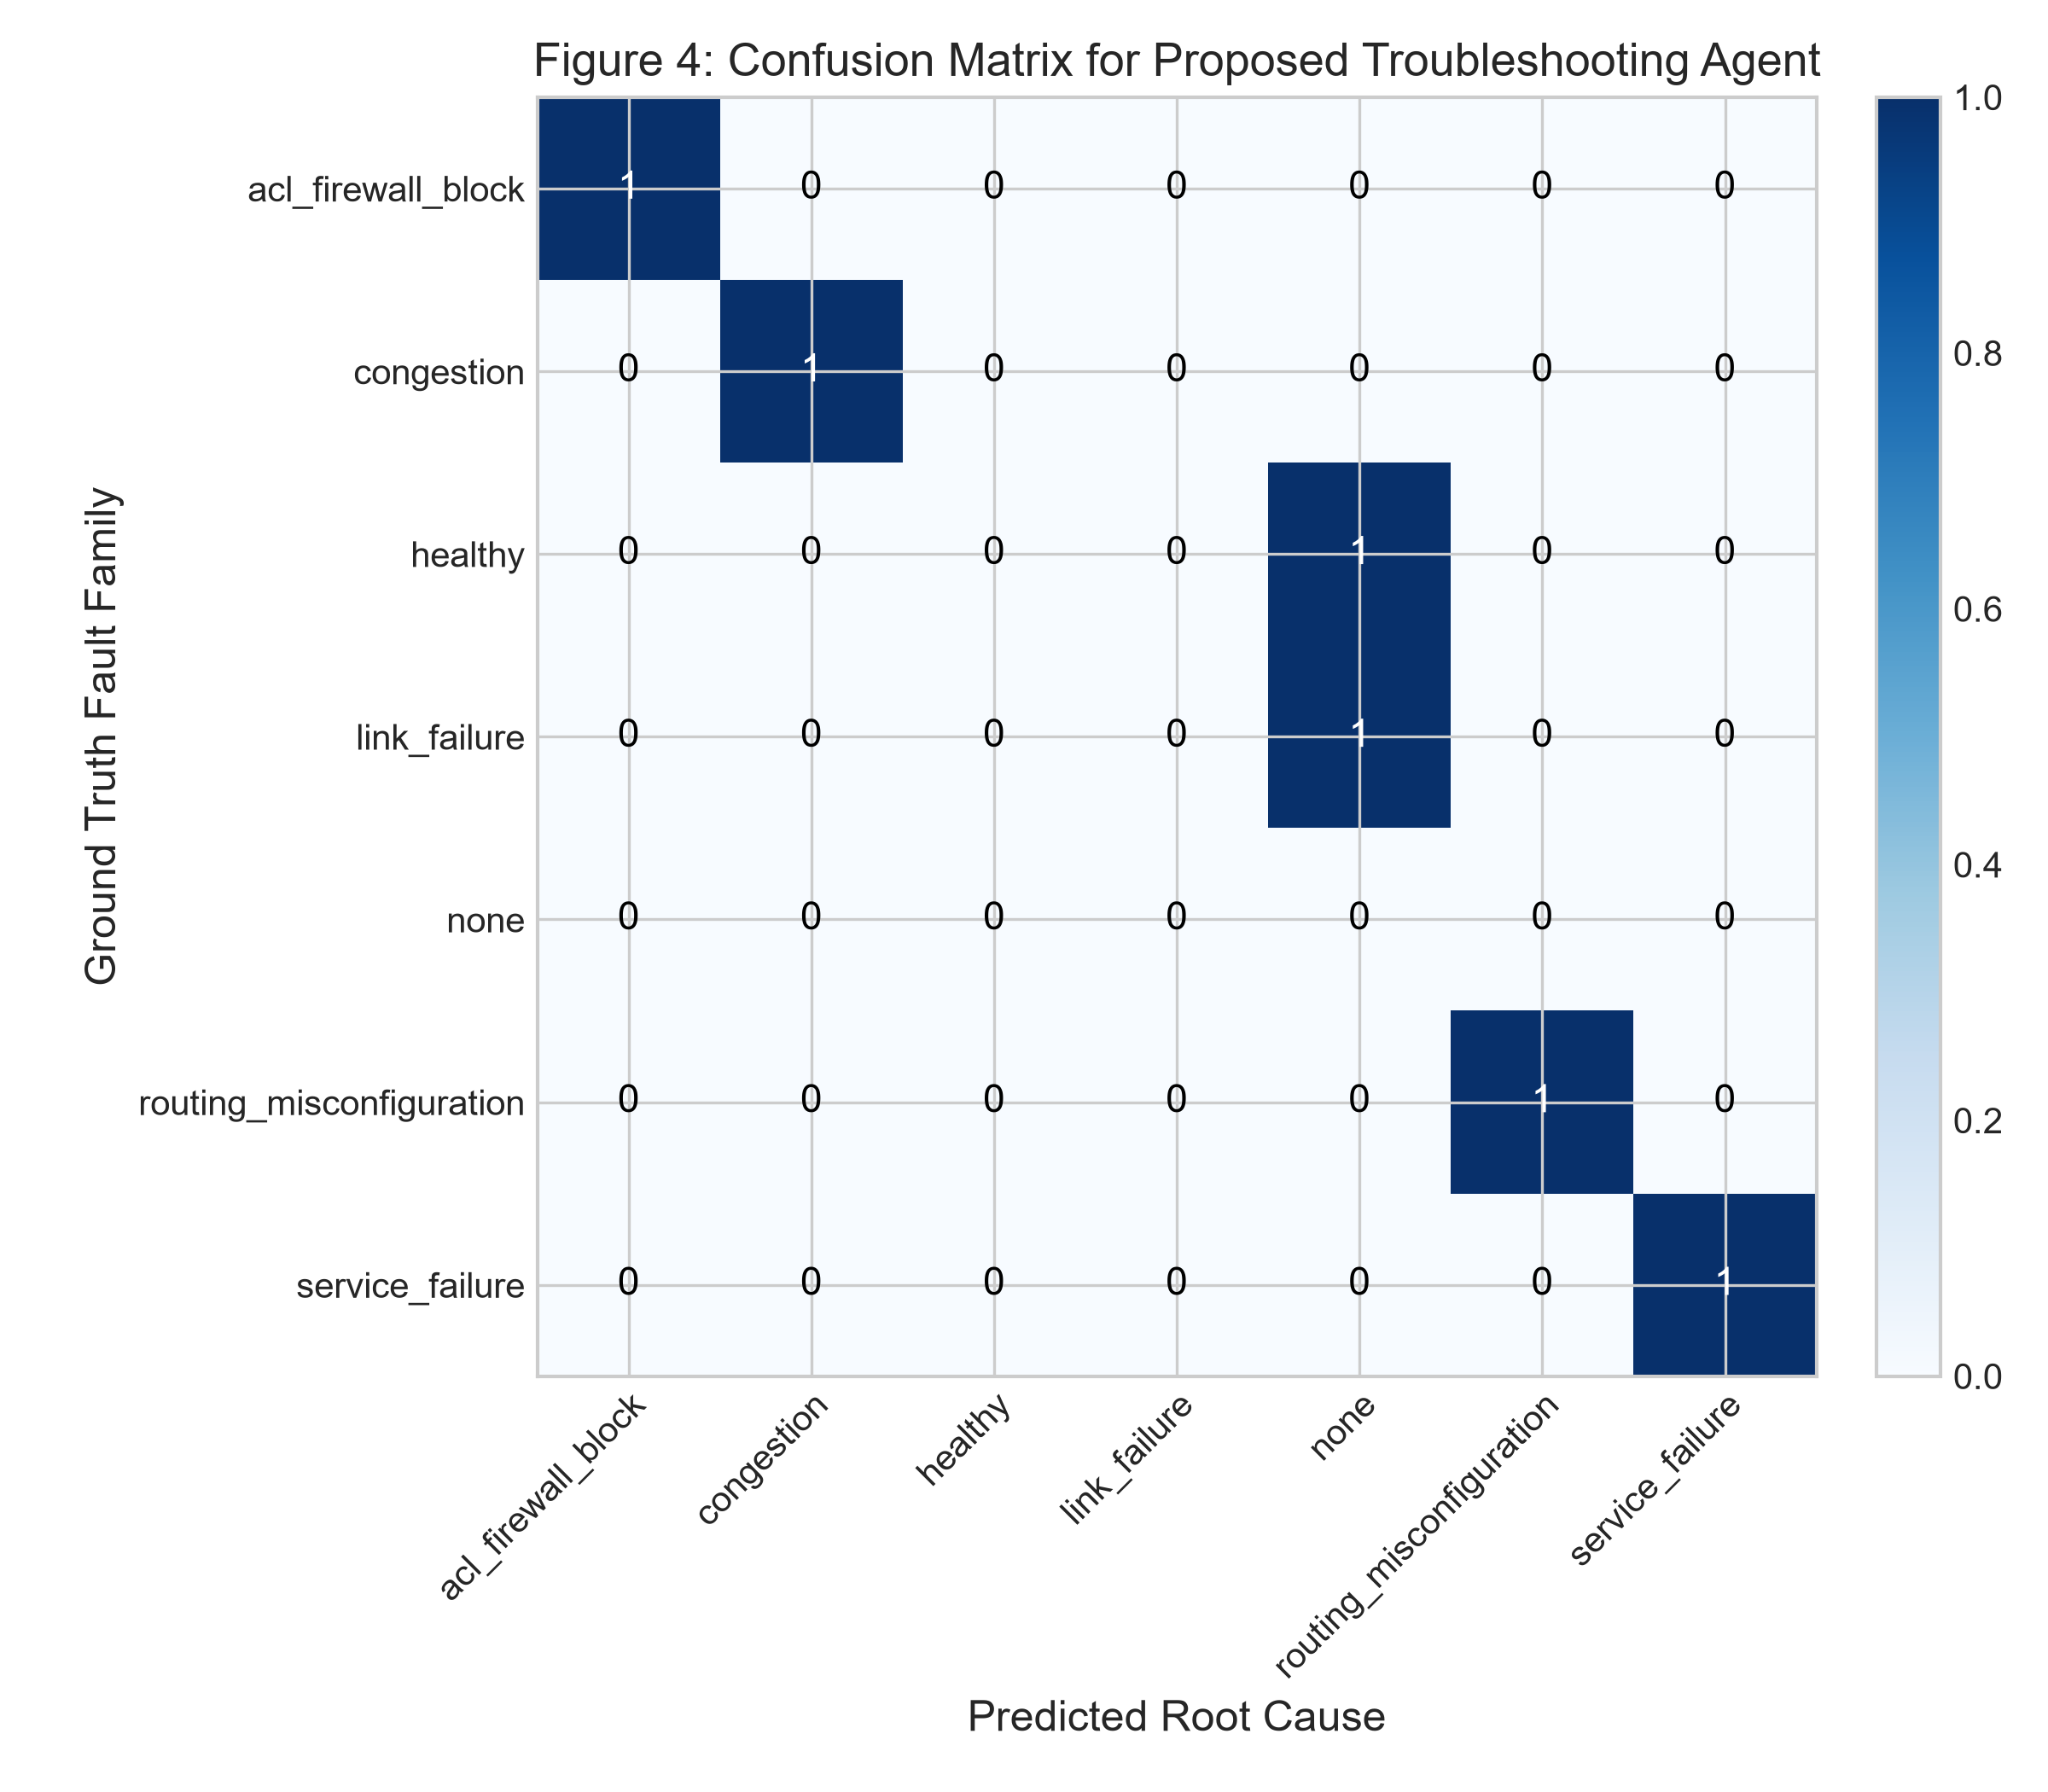 Figure 4: Confusion Matrix for Proposed Troubleshooting Agent
Ground Truth Fault Family
acl_firewall_block 1 0 0 0 0 0 0
congestion 0 1 0 0 0 0 0
healthy 0 0 0 0 1 0 0
link_failure 0 0 0 0 1 0 0
none 0 0 0 0 0 0 0
routing_misconfiguration 0 0 0 0 0 1 0
service_failure 0 0 0 0 0 0 1
acl_firewall_block
congestion
healthy
link_failure
none
routing_misconfiguration
service_failure
Predicted Root Cause
1.0
0.8
0.6
0.4
0.2
0.0